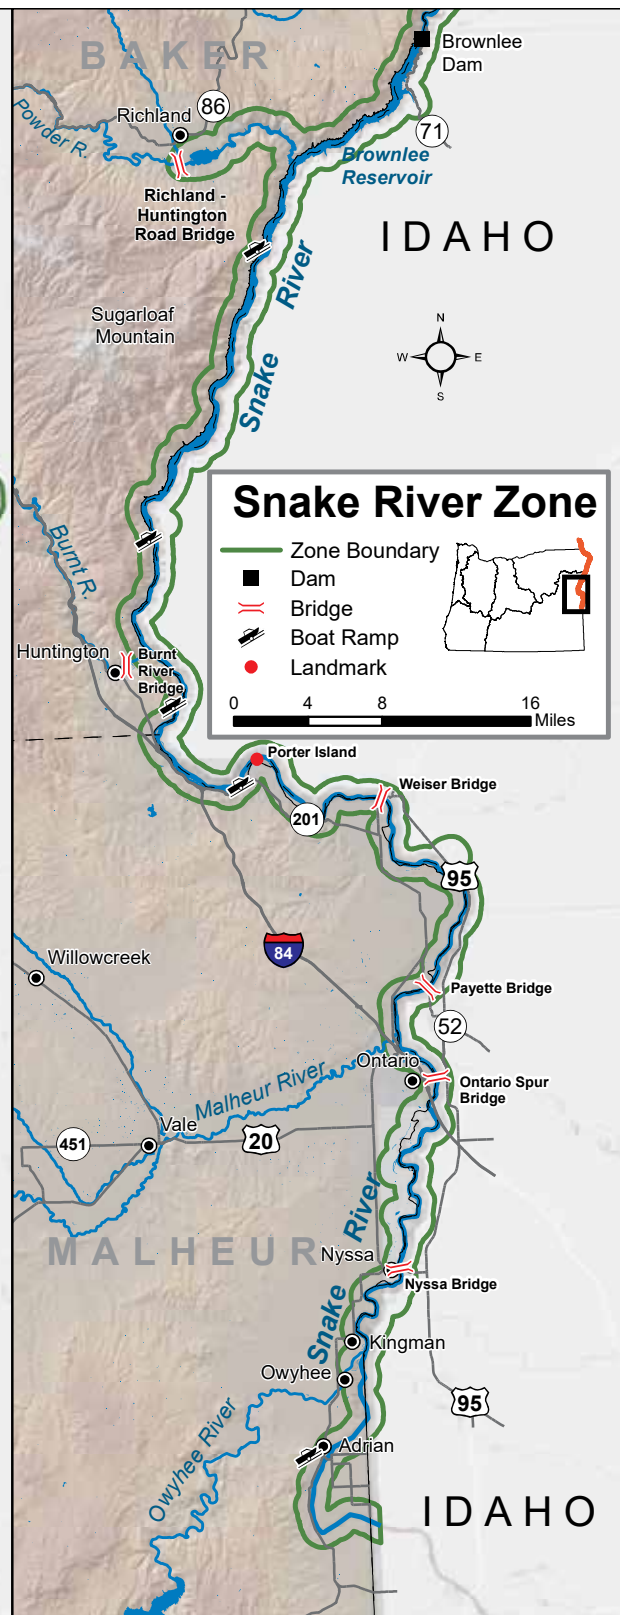 BAKER
Brownlee
Dam
Richland
86
71
Powder R.
Brownlee
Reservoir
Richland -
Huntington
Road Bridge
IDAHO
Snake River
Sugarloaf
Mountain
N
W E
S
Snake River Zone
Zone Boundary
Dam
Bridge
Boat Ramp
Landmark
0 4 8 16
Miles
Burnt R.
Huntington
Burnt
River
Bridge
Porter Island
Weiser Bridge
201
95
Willowcreek
84
Payette Bridge
52
Ontario
Ontario Spur
Bridge
Malheur River
Vale
451
20
MALHEUR
Snake River
Nyssa
Nyssa Bridge
Kingman
Owyhee
95
Owyhee River
Adrian
IDAHO